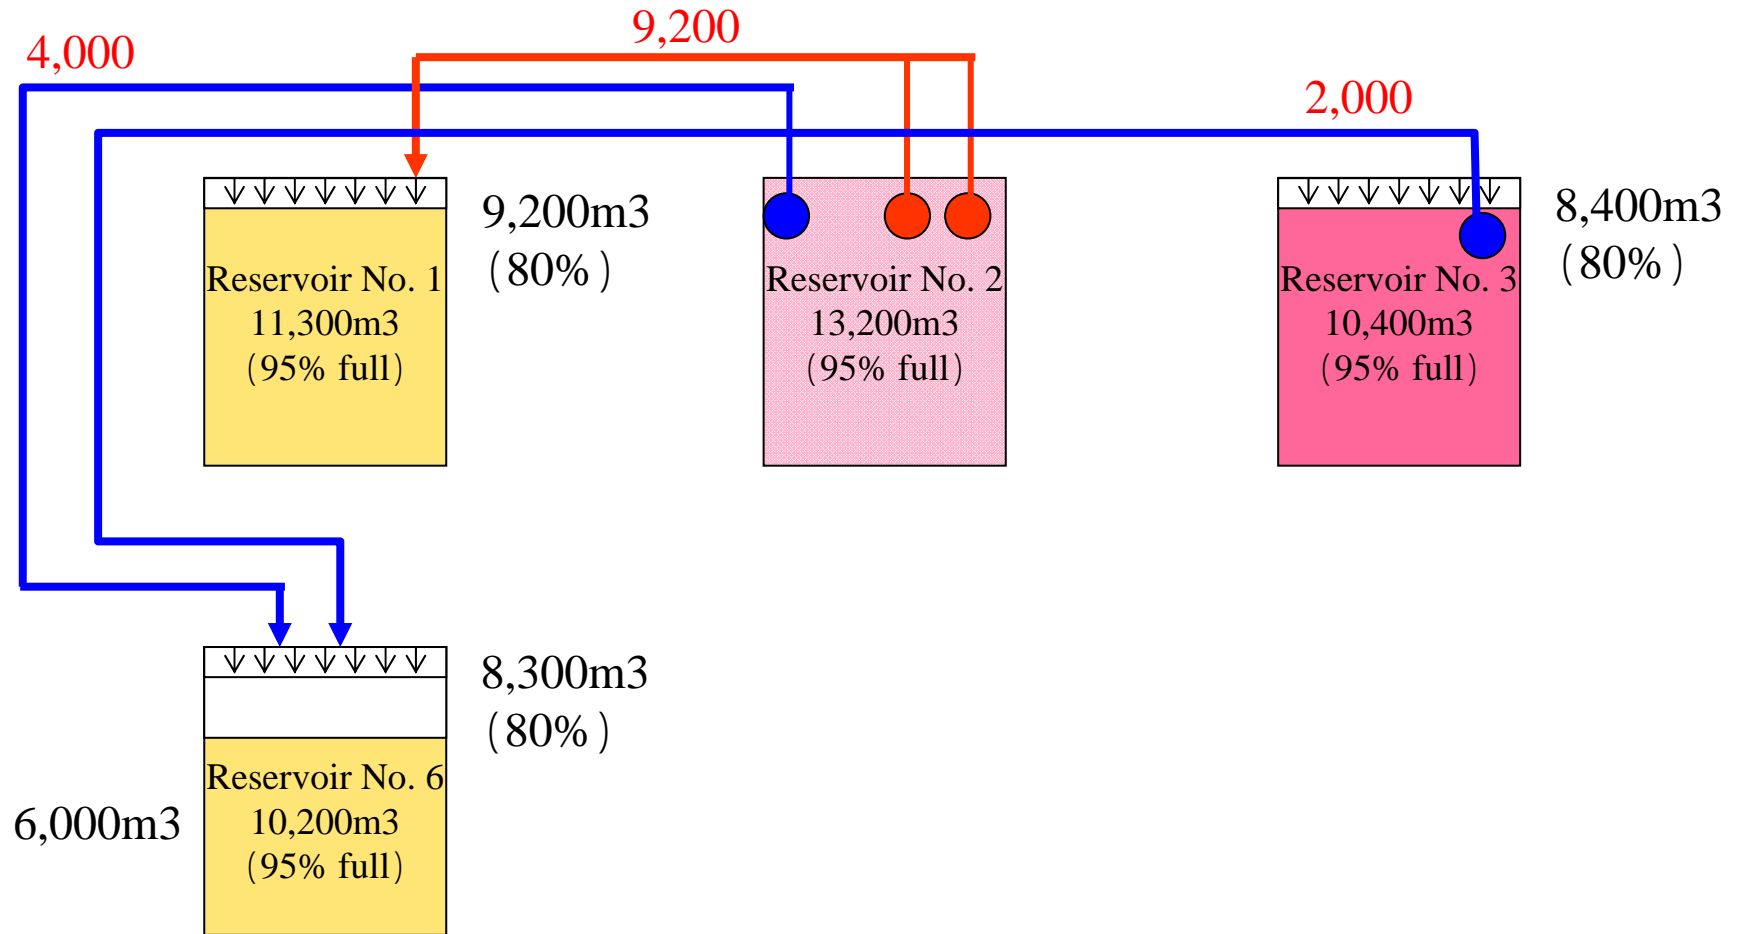 9,200
4,000
2,000
9,200m3
(80%)
8,400m3
(80%)
Reservoir No. 1
11,300m3
(95% full)
Reservoir No. 2
13,200m3
(95% full)
Reservoir No. 3
10,400m3
(95% full)
8,300m3
(80%)
Reservoir No. 6
10,200m3
(95% full)
6,000m3